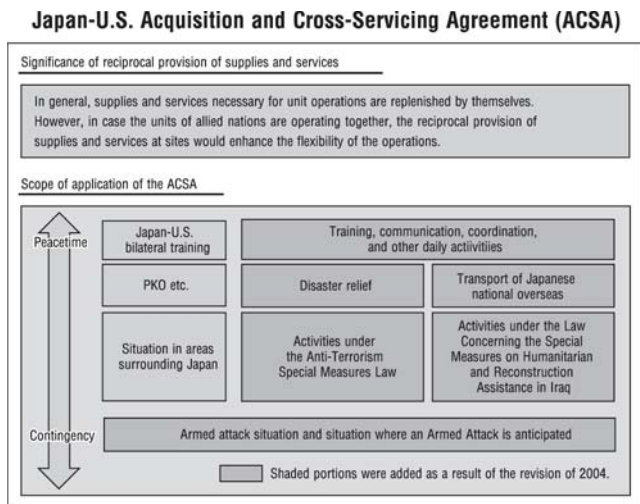 Japan-U.S. Acquisition and Cross-Servicing Agreement (ACSA)
Significance of reciprocal provision of supplies and services
In general, supplies and services necessary for unit operations are replenished by themselves.
However, in case the units of allied nations are operating together, the reciprocal provision of
supplies and services at sites would enhance the flexibility of the operations.
Scope of application of the ACSA
Peacetime
Japan-U.S.
bilateral training
Training, communication, coordination,
and other daily activiitiies
PKO etc.
Disaster relief
Transport of Japanese
national overseas
Situation in areas
surrounding Japan
Activities under
the Anti-Terrorism
Special Measures Law
Activities under the Law
Concerning the Special
Measures on Humanitarian
and Reconstruction
Assistance in Iraq
Contingency
Armed attack situation and situation where an Armed Attack is anticipated
Shaded portions were added as a result of the revision of 2004.